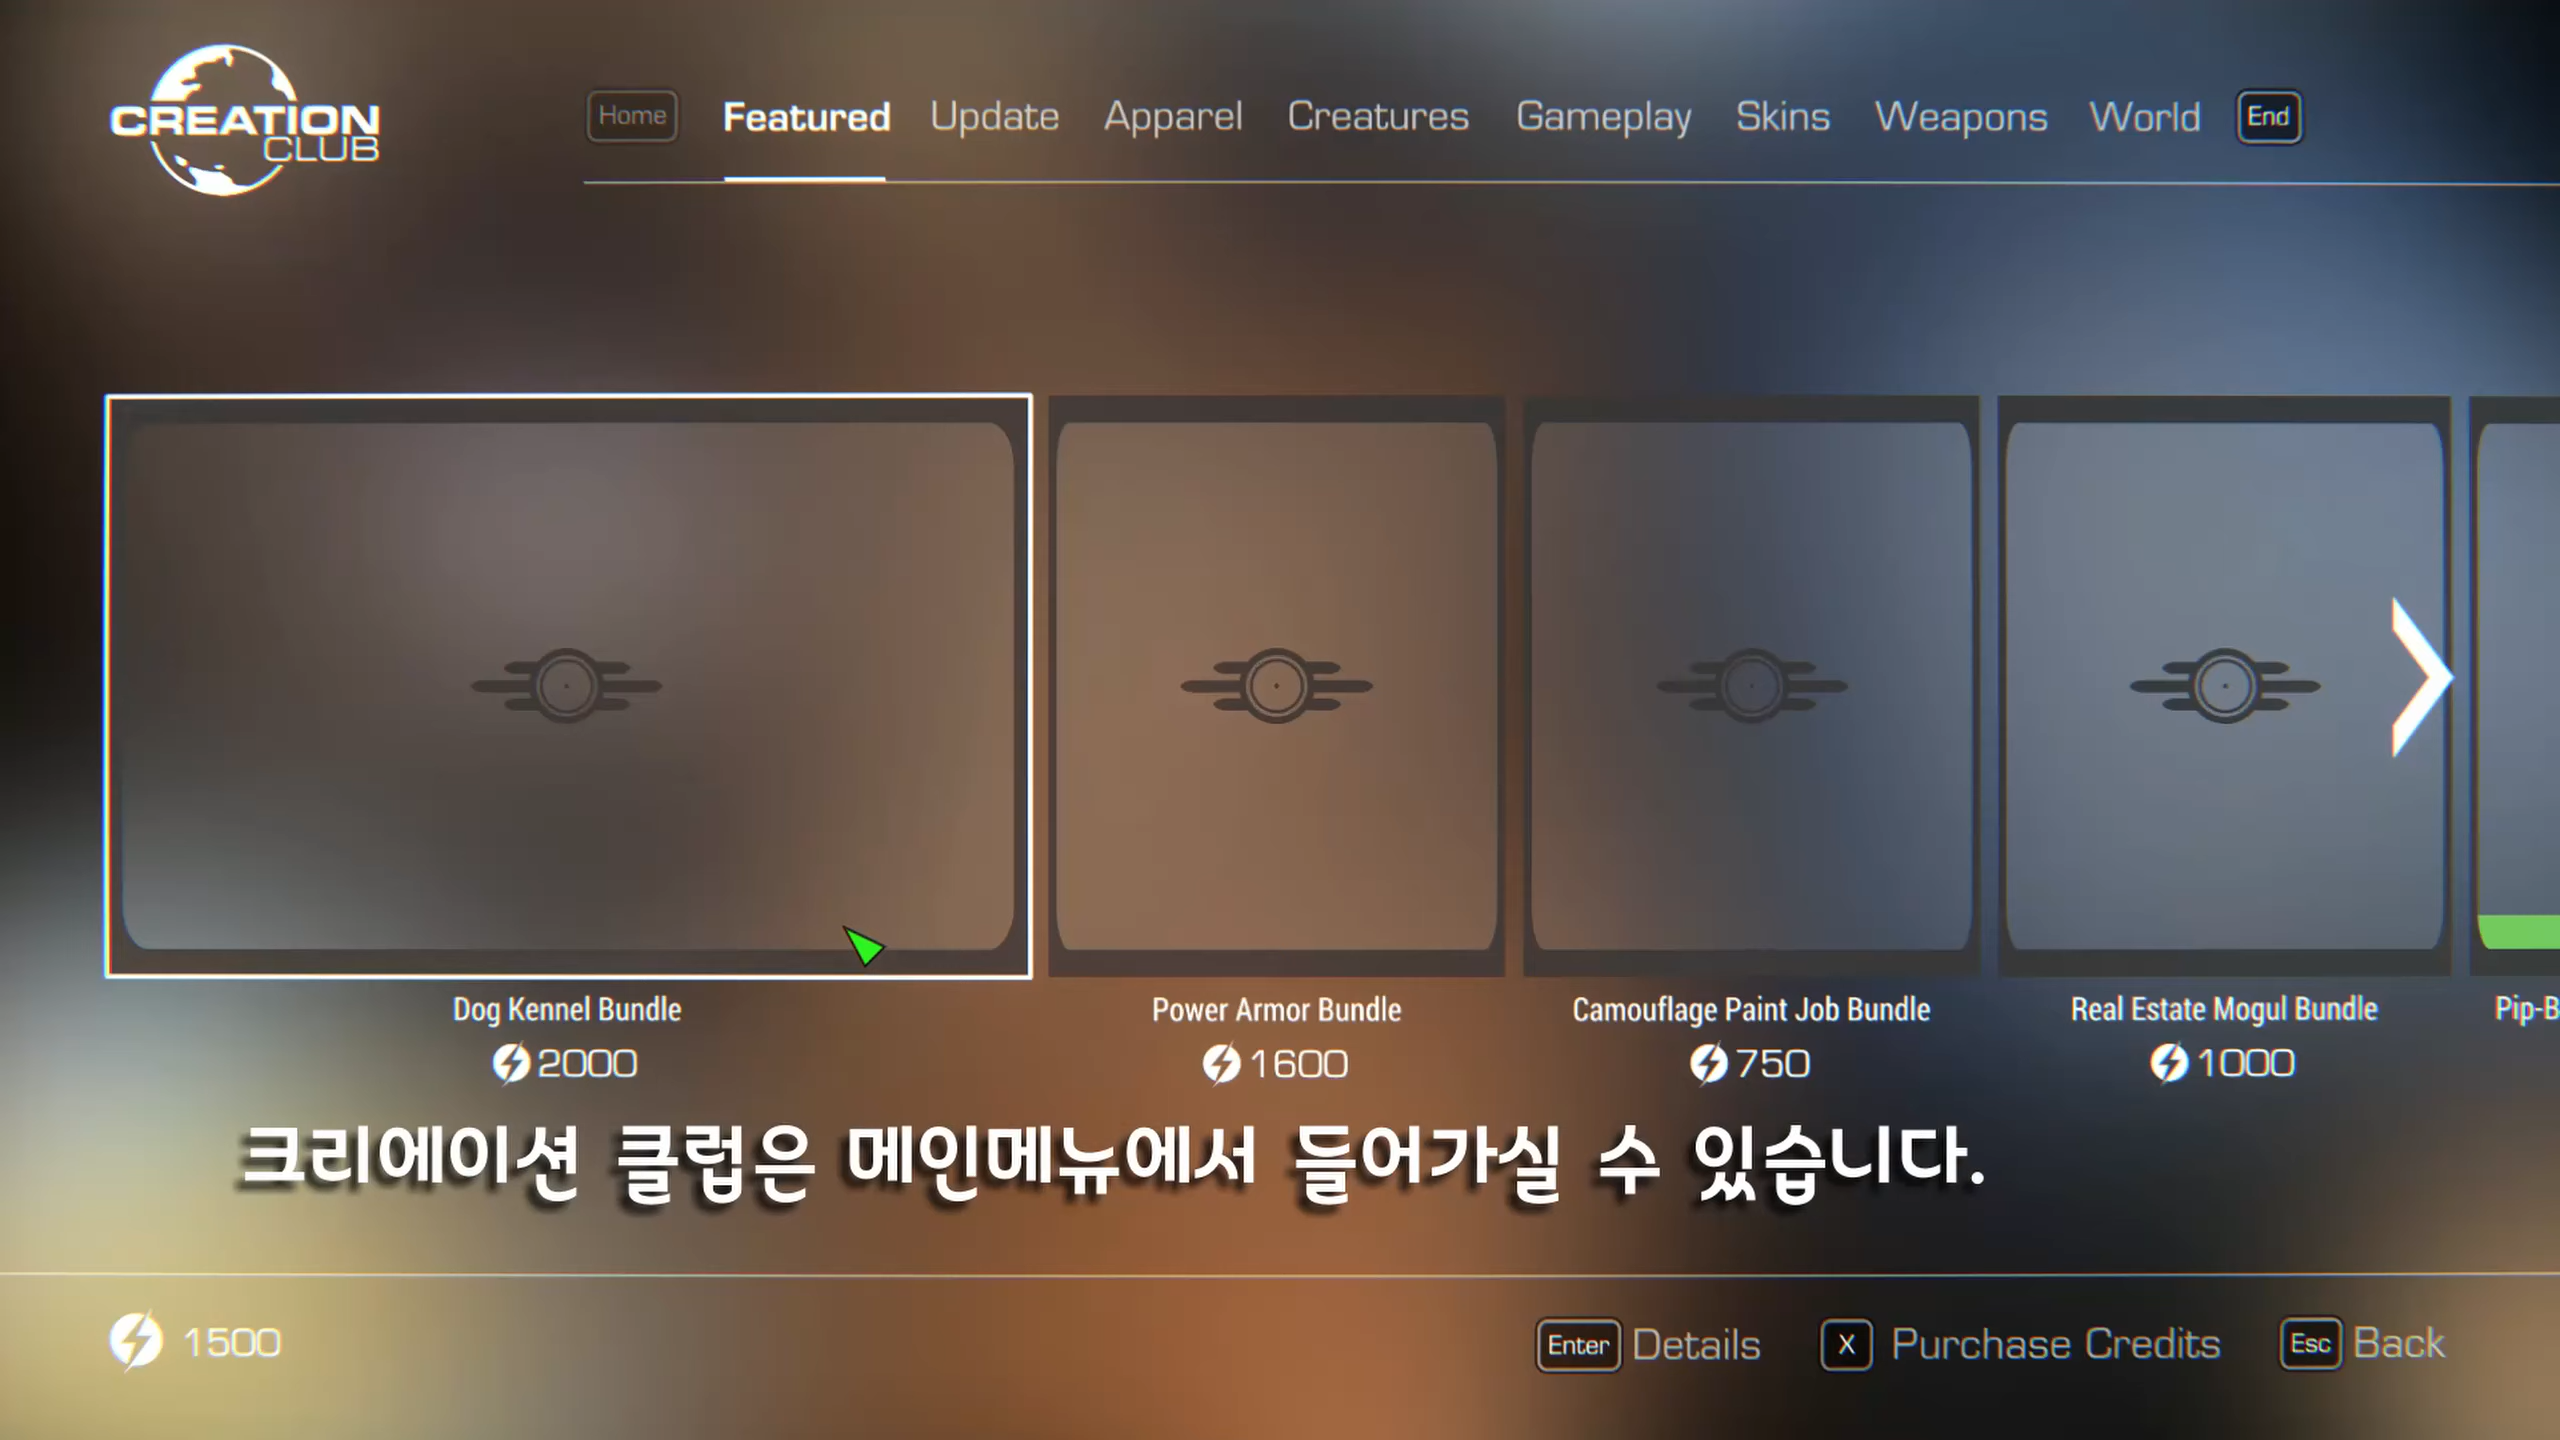 CREATION
CLUB
Home Featured Update Apparel Creatures Gameplay Skins Weapons World End
Dog Kennel Bundle
2000
Power Armor Bundle
1600
Camouflage Paint Job Bundle
750
Real Estate Mogul Bundle
1000
Pip-B
크리에이션 클럽은 메인메뉴에서 들어가실 수 있습니다.
1500
Enter Details X Purchase Credits Esc Back